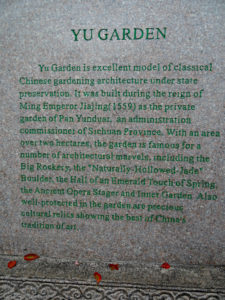 YU GARDEN
Yu Garden is excellent model of classical
Chinese gardening architecture under state
preservation. It was built during the reign of
Ming Emperor Jiajing(1559) as the private
garden of Pan Yunduan, an administration
commissioner of Sichuan Province. With an area
over two hectares, the garden is famous for a
number of architectural marvels, including the
Big Rockery, the "Naturally-Hollowed-Jade"
Boulder, the Hall of an Emerald Touch of Spring,
the Ancient Opera Stage and Inner Garden. Also
well-protected in the garden are precious
cultural relics showing the best of China's
tradition of art.